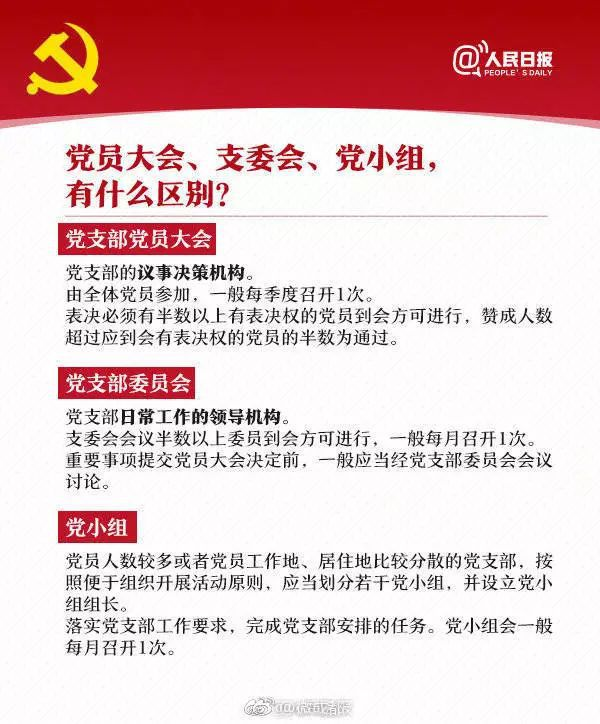 @人民日报
PEOPLE'S DAILY
党员大会、支委会、党小组，
有什么区别？
党支部党员大会
党支部的议事决策机构。
由全体党员参加，一般每季度召开1次。
表决必须有半数以上有表决权的党员到会方可进行，赞成人数
超过应到会有表决权的党员的半数为通过。
党支部委员会
党支部日常工作的领导机构。
支委会会议半数以上委员到会方可进行，一般每月召开1次。
重要事项提交党员大会决定前，一般应当经党支部委员会会议
讨论。
党小组
党员人数较多或者党员工作地、居住地比较分散的党支部，按
照便于组织开展活动原则，应当划分若干党小组，并设立党小
组组长。
落实党支部工作要求，完成党支部安排的任务。党小组会一般
每月召开1次。